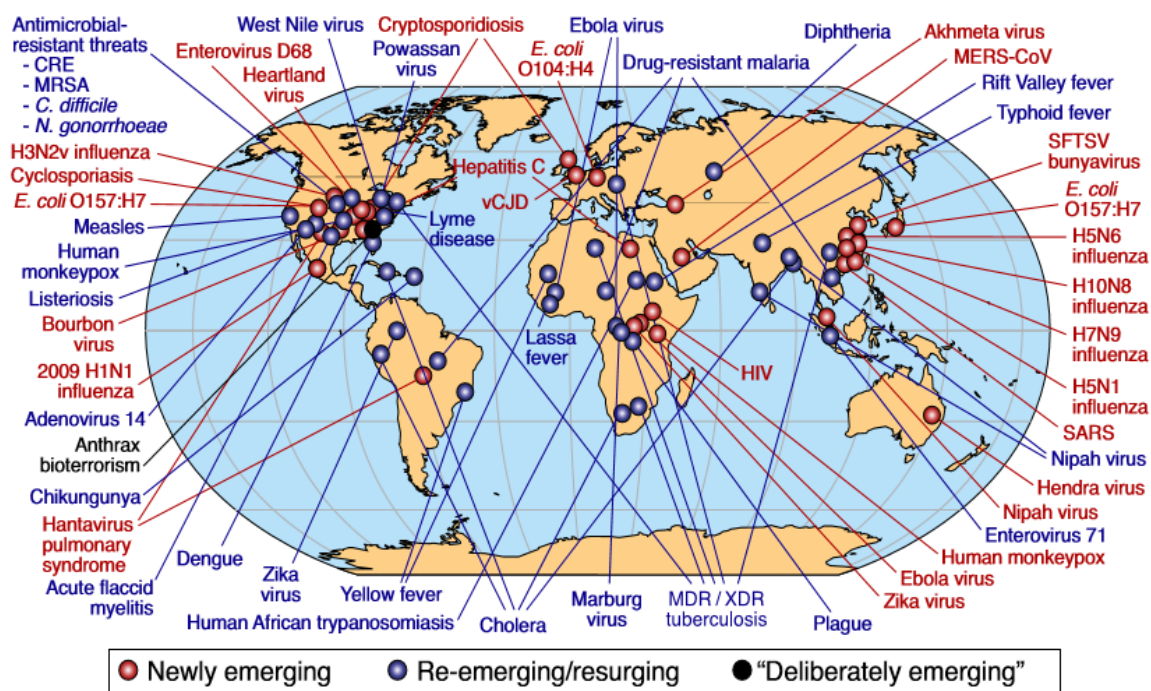 Antimicrobial-
resistant threats
- CRE
- MRSA
- C. difficile
- N. gonorrhoeae
West Nile virus
Enterovirus D68
Heartland
virus
Cryptosporidiosis
Powassan
virus
E. coli
O104:H4
Ebola virus
Drug-resistant malaria
Diphtheria
Akhmeta virus
MERS-CoV
Rift Valley fever
Typhoid fever
SFTSV
bunyavirus
E. coli
O157:H7
H5N6
influenza
H10N8
influenza
H7N9
influenza
H5N1
influenza
SARS
Nipah virus
Hendra virus
Nipah virus
Enterovirus 71
Human monkeypox
Ebola virus
Zika virus
H3N2v influenza
Cyclosporiasis
E. coli O157:H7
Measles
Human
monkeypox
Listeriosis
Bourbon
virus
2009 H1N1
influenza
Adenovirus 14
Anthrax
bioterrorism
Chikungunya
Hantavirus
pulmonary
syndrome
Acute flaccid
myelitis
Hepatitis C
vCJD
Lyme
disease
Lassa
fever
HIV
Dengue
Zika
virus
Yellow fever
Human African trypanosomiasis
Cholera
Marburg
virus
MDR / XDR
tuberculosis
Plague
Newly emerging
Re-emerging/resurging
“Deliberately emerging”